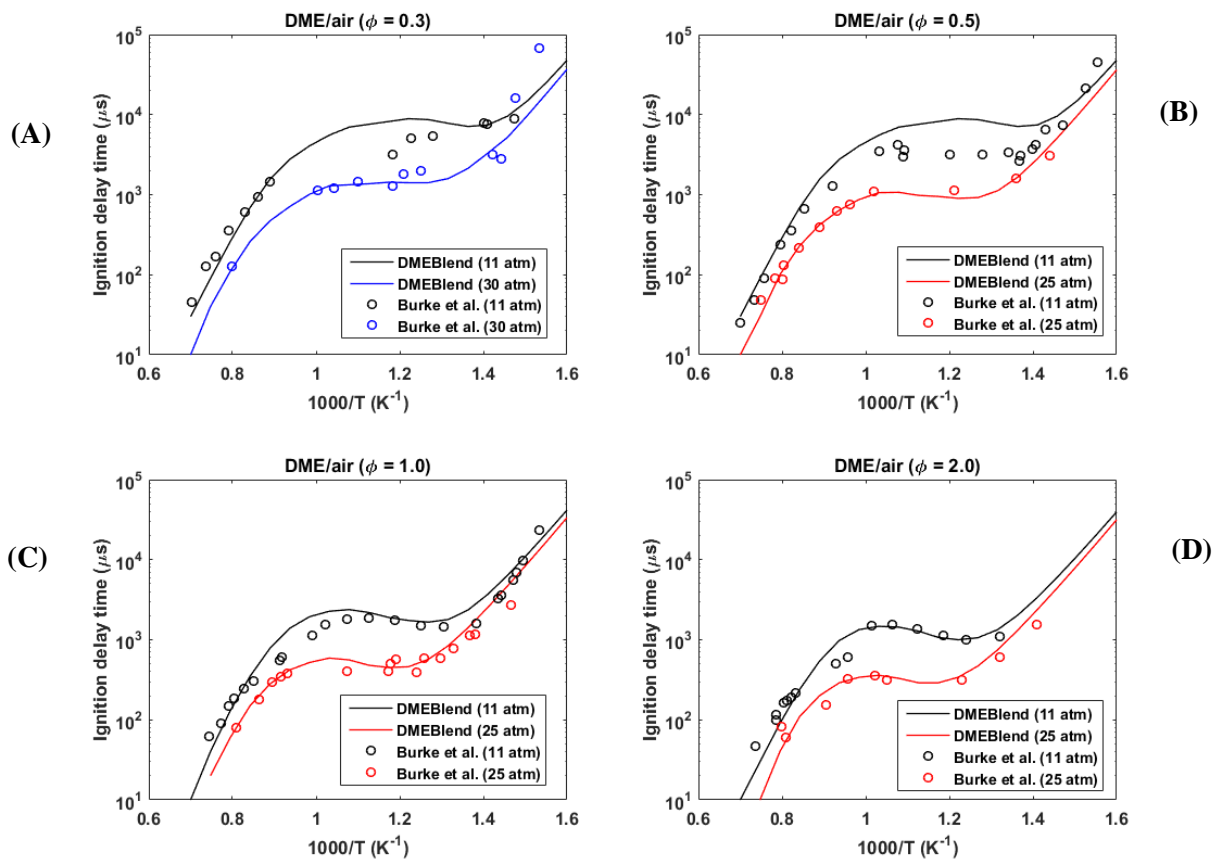 (A)
DME/air (ϕ = 0.3)
Ignition delay time (μs)
10^5
10^4
10^3
10^2
10^1
DMEBlend (11 atm)
DMEBlend (30 atm)
Burke et al. (11 atm)
Burke et al. (30 atm)
0.6 0.8 1 1.2 1.4 1.6
1000/T (K^-1)
(B)
DME/air (ϕ = 0.5)
Ignition delay time (μs)
10^5
10^4
10^3
10^2
10^1
DMEBlend (11 atm)
DMEBlend (25 atm)
Burke et al. (11 atm)
Burke et al. (25 atm)
0.6 0.8 1 1.2 1.4 1.6
1000/T (K^-1)
(C)
DME/air (ϕ = 1.0)
Ignition delay time (μs)
10^5
10^4
10^3
10^2
10^1
DMEBlend (11 atm)
DMEBlend (25 atm)
Burke et al. (11 atm)
Burke et al. (25 atm)
0.6 0.8 1 1.2 1.4 1.6
1000/T (K^-1)
(D)
DME/air (ϕ = 2.0)
Ignition delay time (μs)
10^5
10^4
10^3
10^2
10^1
DMEBlend (11 atm)
DMEBlend (25 atm)
Burke et al. (11 atm)
Burke et al. (25 atm)
0.6 0.8 1 1.2 1.4 1.6
1000/T (K^-1)